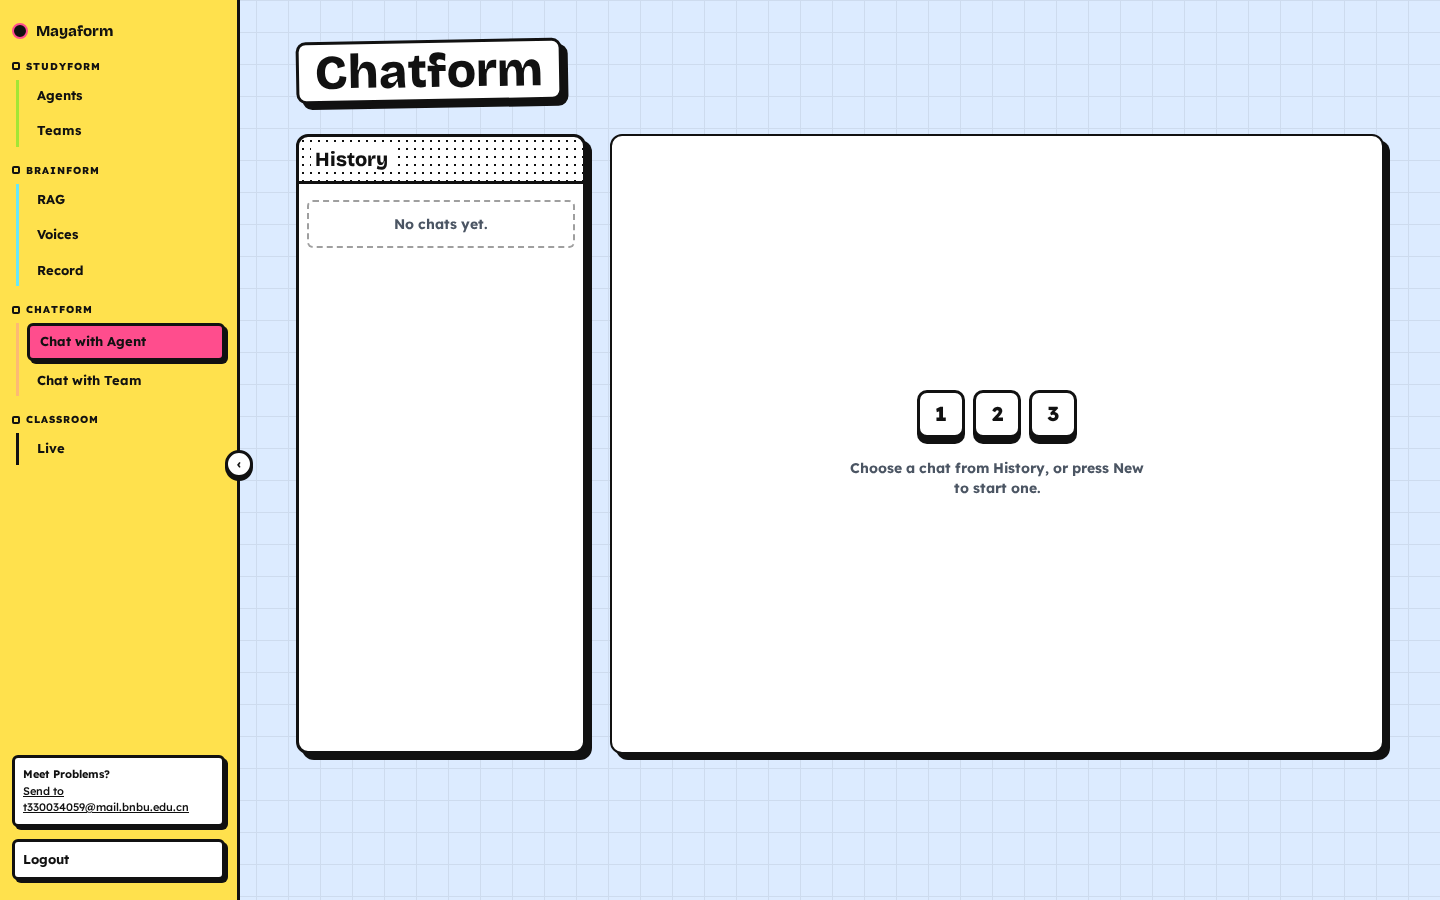 Mayaform
STUDYFORM
Agents
Teams
BRAINFORM
RAG
Voices
Record
CHATFORM
Chat with Agent
Chat with Team
CLASSROOM
Live
‹
Meet Problems?
Send to
t330034059@mail.bnbu.edu.cn
Logout
Chatform
History
No chats yet.
1 2 3
Choose a chat from History, or press New
to start one.